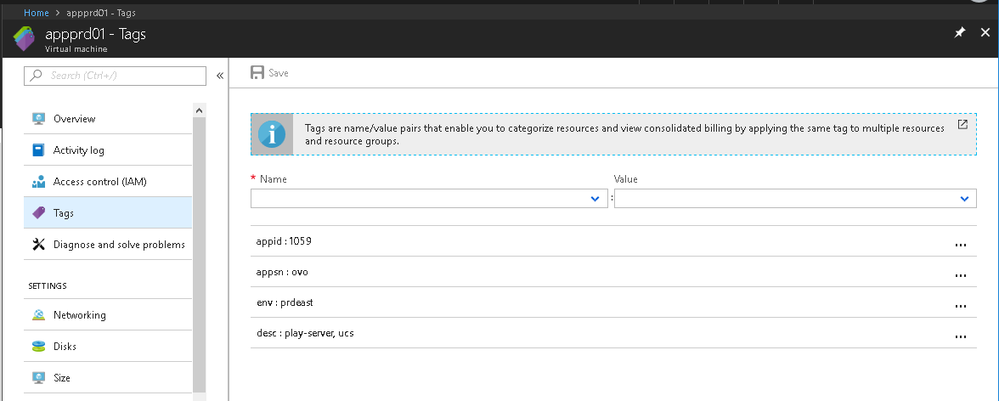 Home > appprd01 - Tags
appprd01 - Tags
Virtual machine
Search (Ctrl+/)
«
Overview
Activity log
Access control (IAM)
Tags
Diagnose and solve problems
SETTINGS
Networking
Disks
Size
Save
Tags are name/value pairs that enable you to categorize resources and view consolidated billing by applying the same tag to multiple resources
and resource groups.
* Name
Value
:
appid : 1059
...
appsn : ovo
...
env : prdeast
...
desc : play-server, ucs
...